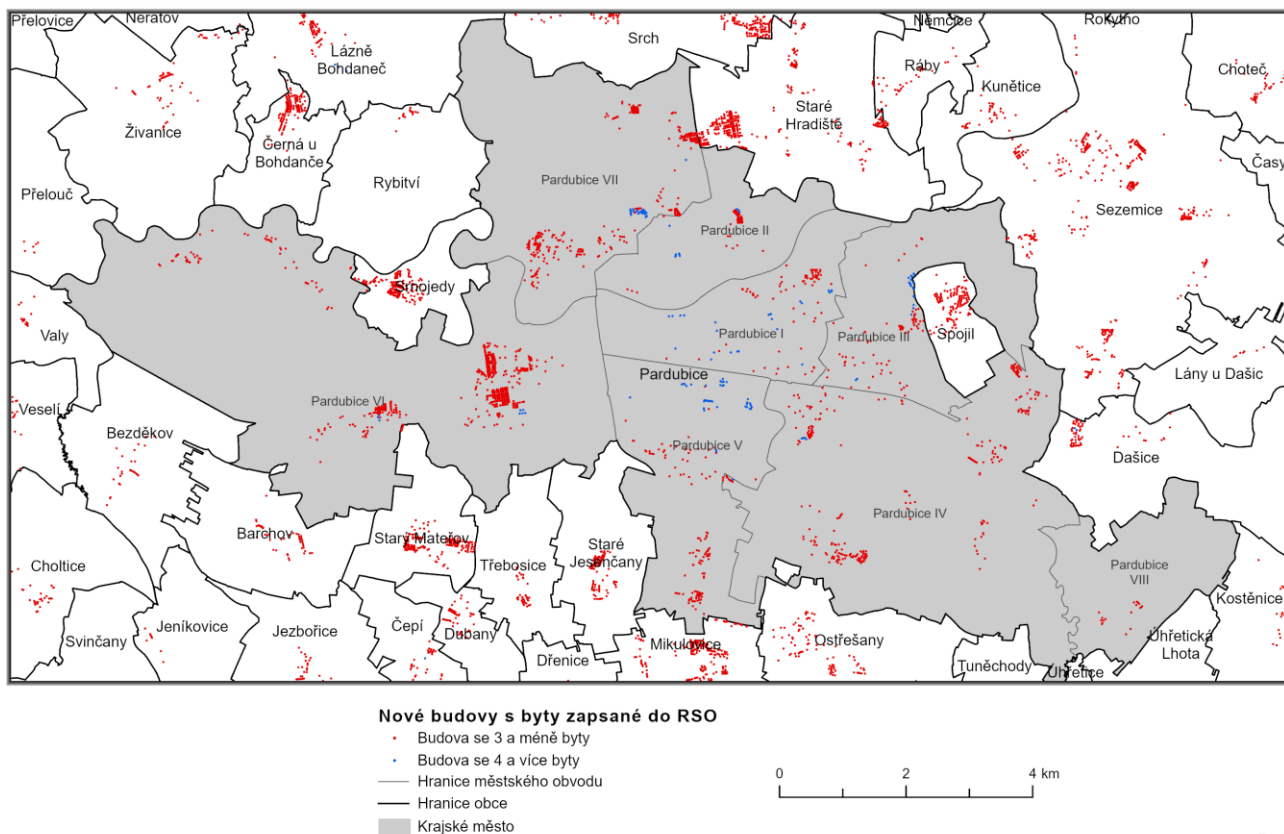 Přelovice
Neratov
Lázně
Bohdaneč
Srch
Němčice
Rokytno
Ráby
Kunětice
Choteč
Staré
Hradiště
Živanice
Černá u
Bohdanče
Časy
Rybitví
Pardubice VII
Přelouč
Sezemice
Pardubice II
Srnojedy
Valy
Pardubice I
Pardubice III
Spojil
Lány u Dašic
Pardubice
Veselí
Pardubice VI
Bezděkov
Pardubice V
Dašice
Pardubice IV
Barchov
Starý Mateřov
Staré
Jesenčany
Třebosice
Choltice
Pardubice
VIII
Kostěnice
Svinčany
Jeníkovice
Jezbořice
Čepí
Dubany
Dřenice
Mikulovice
Ostřešany
Tuněchody
Úhřetice
Úhřetická
Lhota
Nové budovy s byty zapsané do RSO
Budova se 3 a méně byty
Budova se 4 a více byty
Hranice městského obvodu
Hranice obce
Krajské město
0 2 4 km